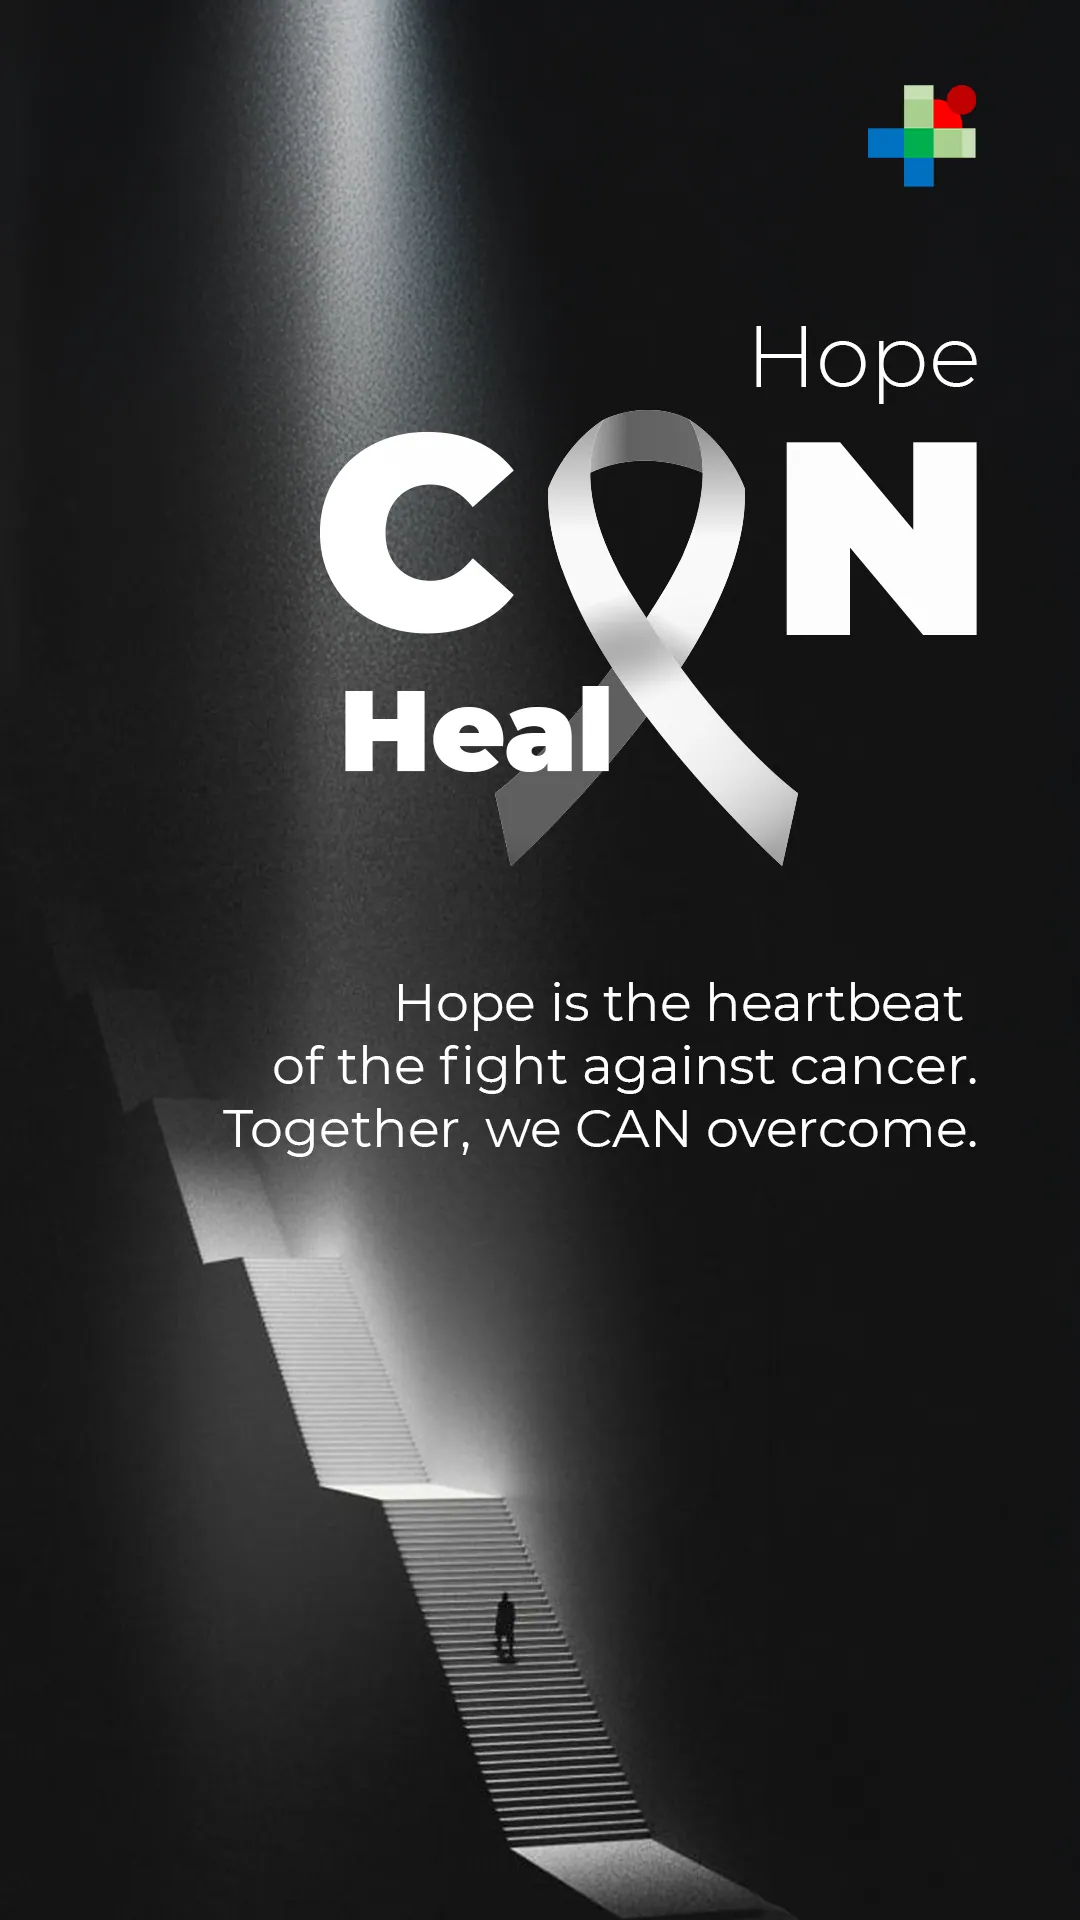 Hope
CAN
Heal
Hope is the heartbeat
of the fight against cancer.
Together, we CAN overcome.